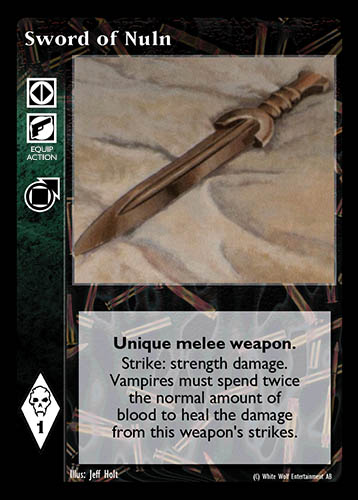 Sword of Nuln
EQUIP
ACTION
Unique melee weapon.
Strike: strength damage.
Vampires must spend twice
the normal amount of
blood to heal the damage
from this weapon's strikes.
1
Illus: Jeff Holt
(C) White Wolf Entertainment AB